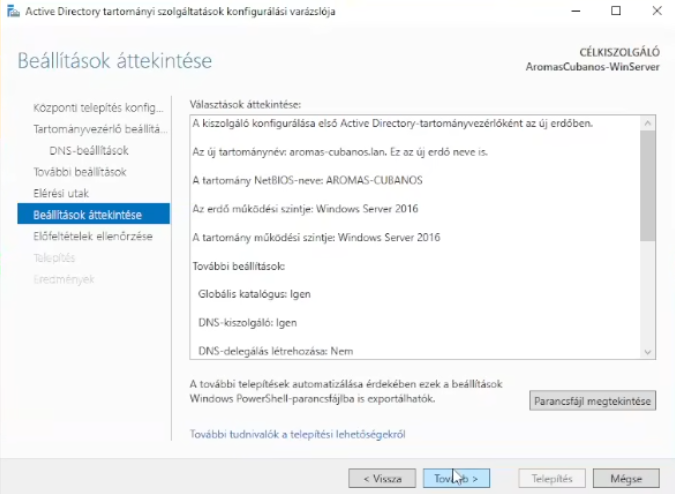 Active Directory tartományi szolgáltatások konfigurálási varázslója
Beállítások áttekintése
CÉLKISZOLGÁLÓ
AromasCubanos-WinServer
Központi telepítés konfig...
Tartományvezérlő beállítá...
DNS-beállítások
További beállítások
Elérési utak
Beállítások áttekintése
Előfeltételek ellenőrzése
Telepítés
Eredmények
Választások áttekintése:
A kiszolgáló konfigurálása első Active Directory-tartományvezérlőként az új erdőben.
Az új tartománynév: aromas-cubanos.lan. Ez az új erdő neve is.
A tartomány NetBIOS-neve: AROMAS-CUBANOS
Az erdő működési szintje: Windows Server 2016
A tartomány működési szintje: Windows Server 2016
További beállítások:
Globális katalógus: Igen
DNS-kiszolgáló: Igen
DNS-delegálás létrehozása: Nem
A további telepítések automatizálása érdekében ezek a beállítások
Windows PowerShell-parancsfájlba is exportálhatók.
Parancsfájl megtekintése
További tudnivalók a telepítési lehetőségekről
< Vissza
Tovább >
Telepítés
Mégse